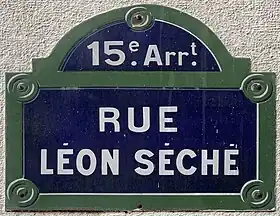 15e. Arrt.
RUE
LÉON SÉCHÉ